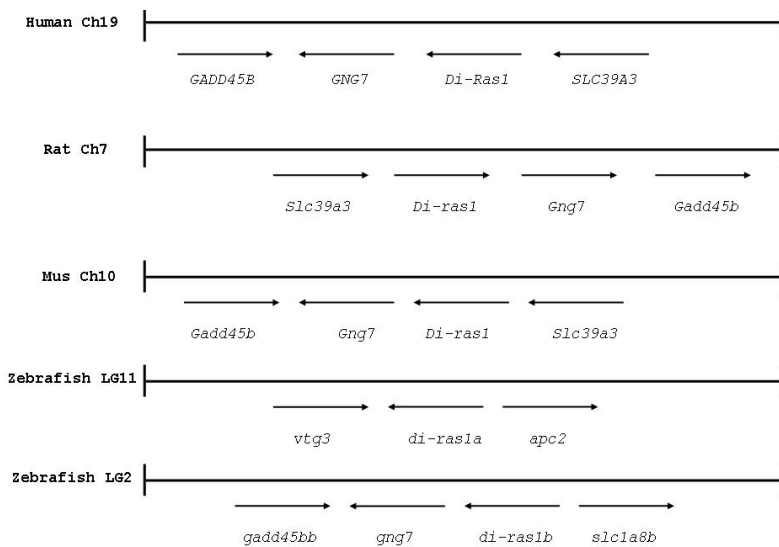 Human Ch19
GADD45B GNG7 Di-Ras1 SLC39A3
Rat Ch7
Slc39a3 Di-ras1 Gng7 Gadd45b
Mus Ch10
Gadd45b Gng7 Di-ras1 Slc39a3
Zebrafish LG11
vtg3 di-ras1a apc2
Zebrafish LG2
gadd45bb gng7 di-ras1b slc1a8b